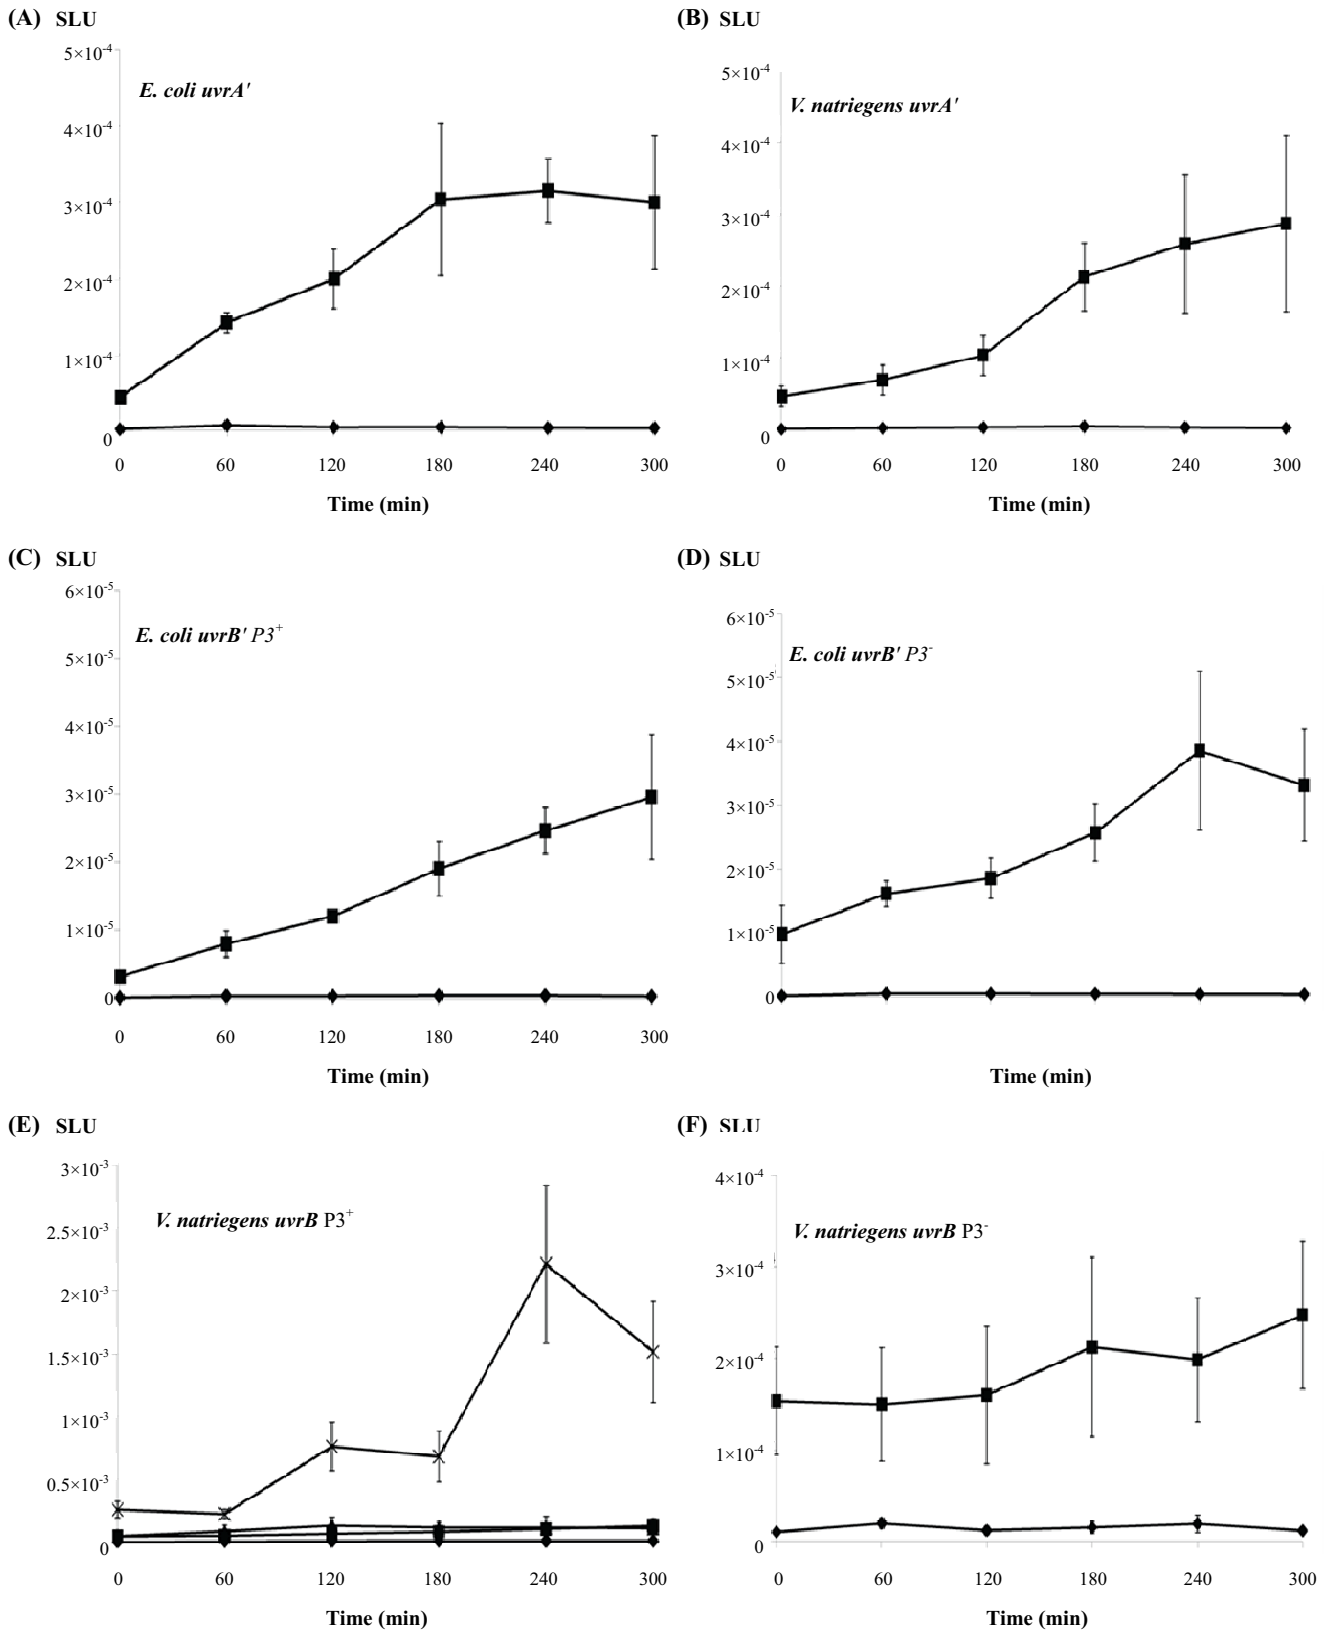 (A) SLU
5×10⁻⁴
E. coli uvrA'
4×10⁻⁴
3×10⁻⁴
2×10⁻⁴
1×10⁻⁴
0
0 60 120 180 240 300
Time (min)
(B) SLU
5×10⁻⁴
V. natriegens uvrA'
4×10⁻⁴
3×10⁻⁴
2×10⁻⁴
1×10⁻⁴
0
0 60 120 180 240 300
Time (min)
(C) SLU
6×10⁻⁵
E. coli uvrB' P3⁺
5×10⁻⁵
4×10⁻⁵
3×10⁻⁵
2×10⁻⁵
1×10⁻⁵
0
0 60 120 180 240 300
Time (min)
(D) SLU
6×10⁻⁵
E. coli uvrB' P3⁻
5×10⁻⁵
4×10⁻⁵
3×10⁻⁵
2×10⁻⁵
1×10⁻⁵
0
Time (min)
(E) SLU
3×10⁻³
V. natriegens uvrB P3⁺
2.5×10⁻³
2×10⁻³
1.5×10⁻³
1×10⁻³
0.5×10⁻³
0
0 60 120 180 240 300
Time (min)
(F) SLU
4×10⁻⁴
V. natriegens uvrB P3⁻
3×10⁻⁴
2×10⁻⁴
1×10⁻⁴
0
0 60 120 180 240 300
Time (min)